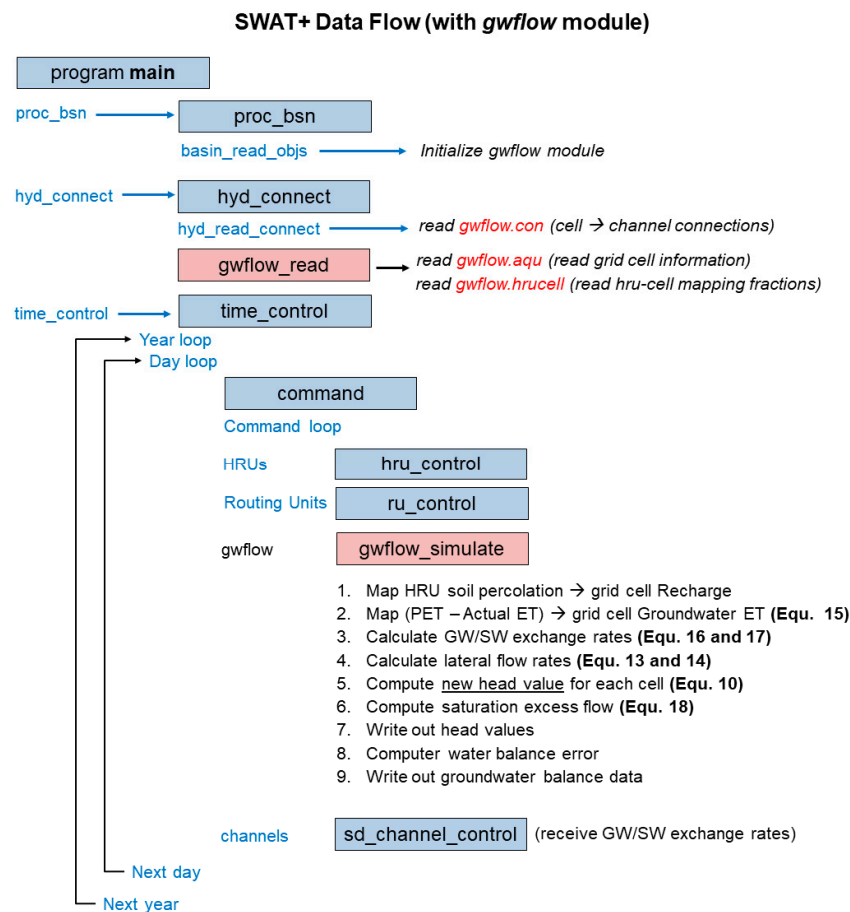 SWAT+ Data Flow (with gwflow module)
program main
proc_bsn
proc_bsn
basin_read_objs
Initialize gwflow module
hyd_connect
hyd_connect
hyd_read_connect
read gwflow.con (cell → channel connections)
gwflow_read
read gwflow.aqu (read grid cell information)
read gwflow.hrucell (read hru-cell mapping fractions)
time_control
time_control
Year loop
Day loop
command
Command loop
HRUs
hru_control
Routing Units
ru_control
gwflow
gwflow_simulate
1. Map HRU soil percolation → grid cell Recharge
2. Map (PET – Actual ET) → grid cell Groundwater ET (Equ. 15)
3. Calculate GW/SW exchange rates (Equ. 16 and 17)
4. Calculate lateral flow rates (Equ. 13 and 14)
5. Compute new head value for each cell (Equ. 10)
6. Compute saturation excess flow (Equ. 18)
7. Write out head values
8. Computer water balance error
9. Write out groundwater balance data
channels
sd_channel_control
(receive GW/SW exchange rates)
Next day
Next year